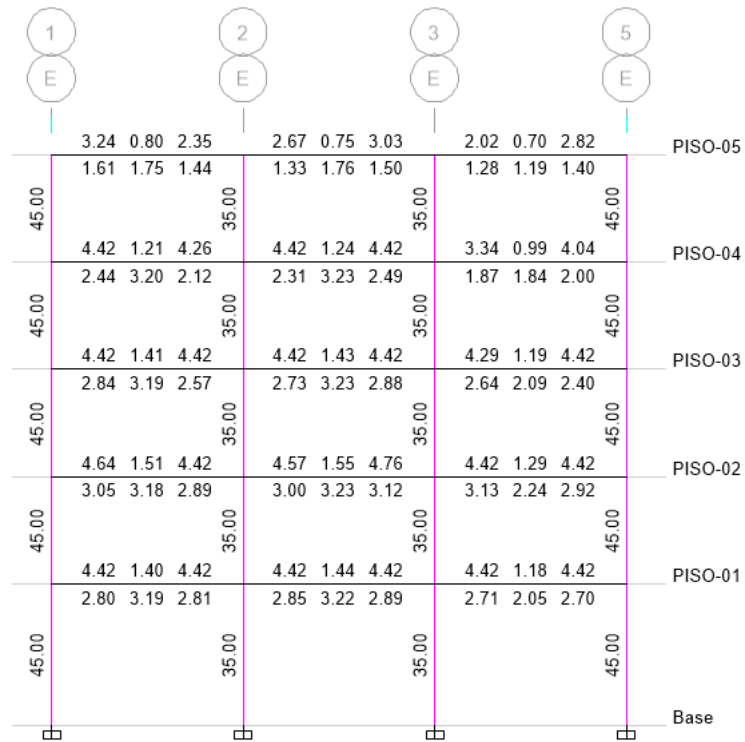 1 2 3 5
E E E E
3.24 0.80 2.35 2.67 0.75 3.03 2.02 0.70 2.82 PISO-05
1.61 1.75 1.44 1.33 1.76 1.50 1.28 1.19 1.40
45.00 35.00 35.00 45.00
4.42 1.21 4.26 4.42 1.24 4.42 3.34 0.99 4.04 PISO-04
2.44 3.20 2.12 2.31 3.23 2.49 1.87 1.84 2.00
45.00 35.00 35.00 45.00
4.42 1.41 4.42 4.42 1.43 4.42 4.29 1.19 4.42 PISO-03
2.84 3.19 2.57 2.73 3.23 2.88 2.64 2.09 2.40
45.00 35.00 35.00 45.00
4.64 1.51 4.42 4.57 1.55 4.76 4.42 1.29 4.42 PISO-02
3.05 3.18 2.89 3.00 3.23 3.12 3.13 2.24 2.92
45.00 35.00 35.00 45.00
4.42 1.40 4.42 4.42 1.44 4.42 4.42 1.18 4.42 PISO-01
2.80 3.19 2.81 2.85 3.22 2.89 2.71 2.05 2.70
45.00 35.00 35.00 45.00
Base